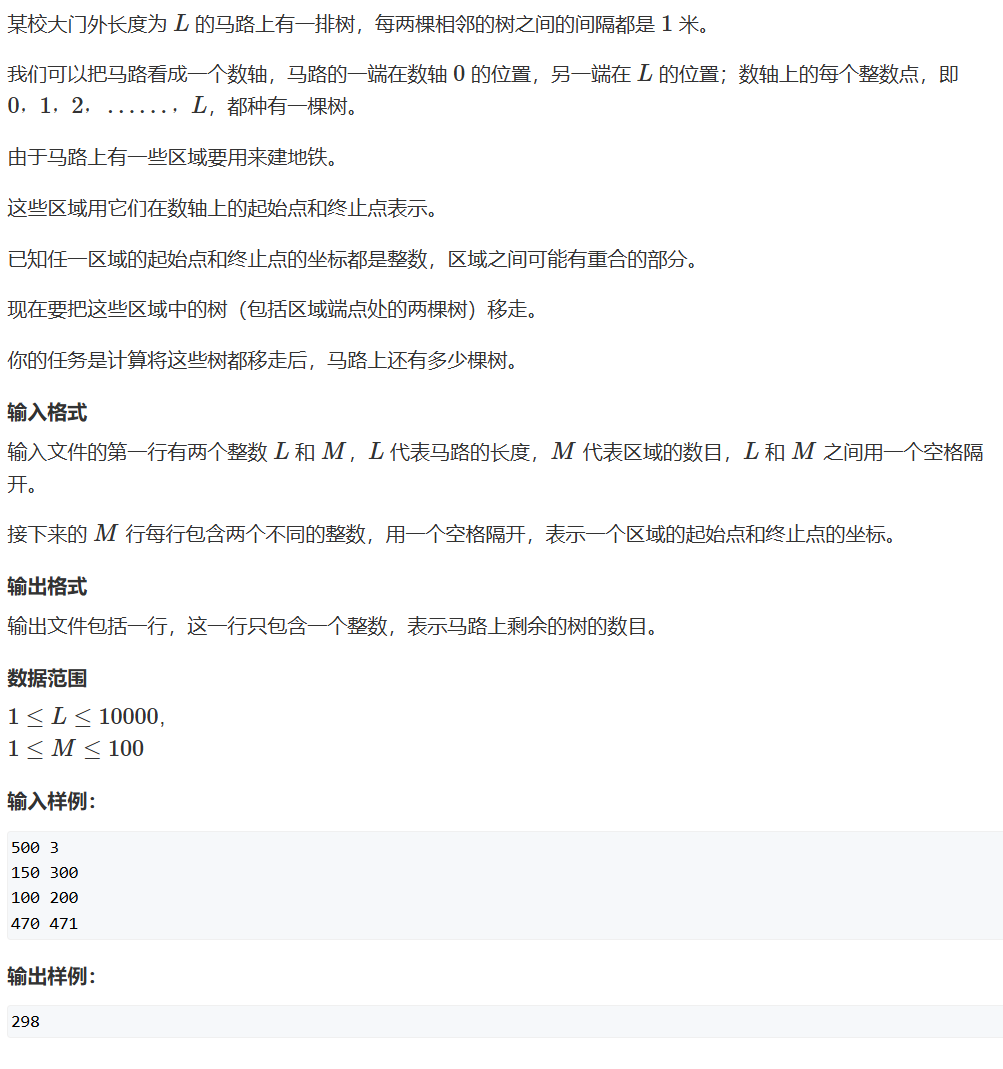 某校大门外长度为 L 的马路上有一排树，每两棵相邻的树之间的间隔都是 1 米。
我们可以把马路看成一个数轴，马路的一端在数轴 0 的位置，另一端在 L 的位置；数轴上的每个整数点，即
0，1，2，……，L，都种有一棵树。
由于马路上有一些区域要用来建地铁。
这些区域用它们在数轴上的起始点和终止点表示。
已知任一区域的起始点和终止点的坐标都是整数，区域之间可能有重合的部分。
现在要把这些区域中的树（包括区域端点处的两棵树）移走。
你的任务是计算将这些树都移走后，马路上还有多少棵树。
输入格式
输入文件的第一行有两个整数 L 和 M，L 代表马路的长度，M 代表区域的数目，L 和 M 之间用一个空格隔
开。
接下来的 M 行每行包含两个不同的整数，用一个空格隔开，表示一个区域的起始点和终止点的坐标。
输出格式
输出文件包括一行，这一行只包含一个整数，表示马路上剩余的树的数目。
数据范围
1 ≤ L ≤ 10000,
1 ≤ M ≤ 100
输入样例：
500 3
150 300
100 200
470 471
输出样例：
298